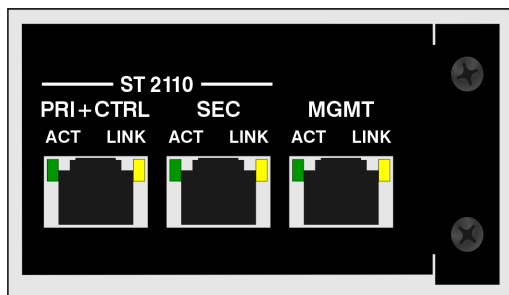 ST 2110
PRI+CTRL SEC MGMT
ACT LINK ACT LINK ACT LINK